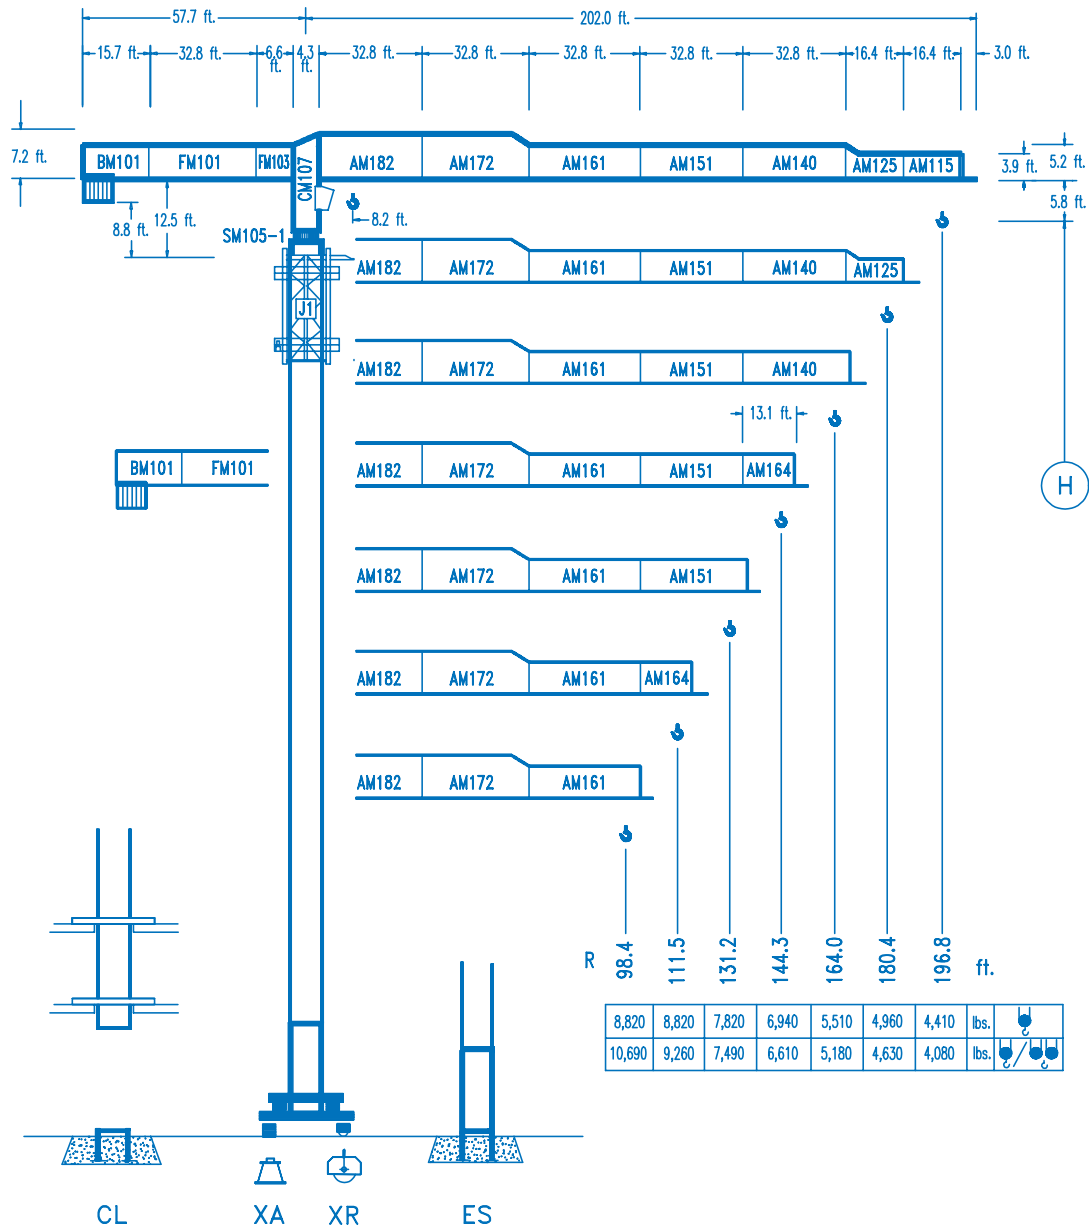 57.7 ft. 202.0 ft.
15.7 ft. 32.8 ft. 6.6 ft. 4.3 ft. 32.8 ft. 32.8 ft. 32.8 ft. 32.8 ft. 32.8 ft. 16.4 ft. 16.4 ft. 3.0 ft.
7.2 ft. BM101 FM101 FM103 CM107 AM182 AM172 AM161 AM151 AM140 AM125 AM115 3.9 ft. 5.2 ft.
5.8 ft.
8.8 ft. 12.5 ft. 8.2 ft.
SM105-1
AM182 AM172 AM161 AM151 AM140 AM125
J1
AM182 AM172 AM161 AM151 AM140
13.1 ft.
BM101 FM101 AM182 AM172 AM161 AM151 AM164
H
AM182 AM172 AM161 AM151
AM182 AM172 AM161 AM164
AM182 AM172 AM161
R 98.4 111.5 131.2 144.3 164.0 180.4 196.8 ft.
8,820 8,820 7,820 6,940 5,510 4,960 4,410 lbs.
10,690 9,260 7,490 6,610 5,180 4,630 4,080 lbs.
CL XA XR ES